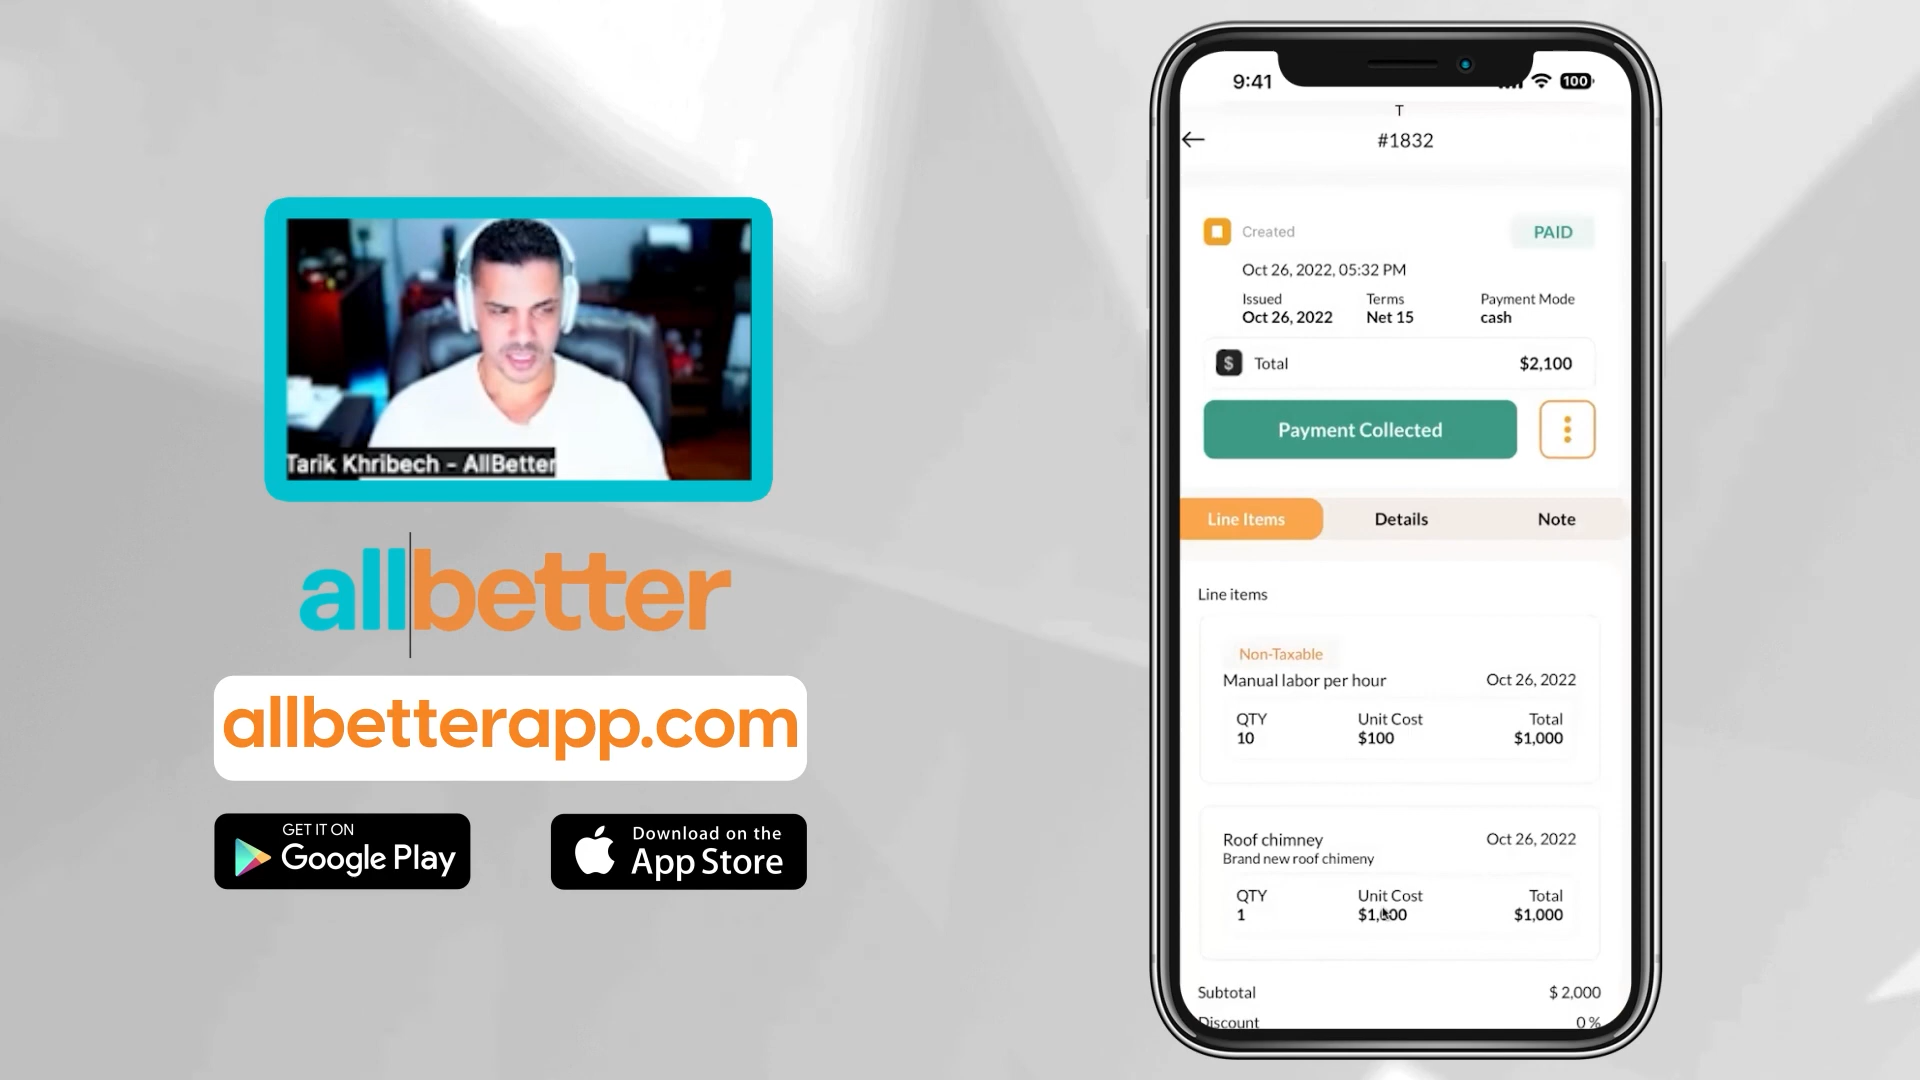 Tarik Khribech - AllBetter
allbetter
allbetterapp.com
GET IT ON
Google Play
Download on the
App Store
9:41
100
T
#1832
Created
PAID
Oct 26, 2022, 05:32 PM
Issued Terms Payment Mode
Oct 26, 2022 Net 15 cash
$ Total $2,100
Payment Collected
Line Items Details Note
Line items
Non-Taxable
Manual labor per hour Oct 26, 2022
QTY Unit Cost Total
10 $100 $1,000
Roof chimney Oct 26, 2022
Brand new roof chimeny
QTY Unit Cost Total
1 $1,000 $1,000
Subtotal $ 2,000
Discount 0 %